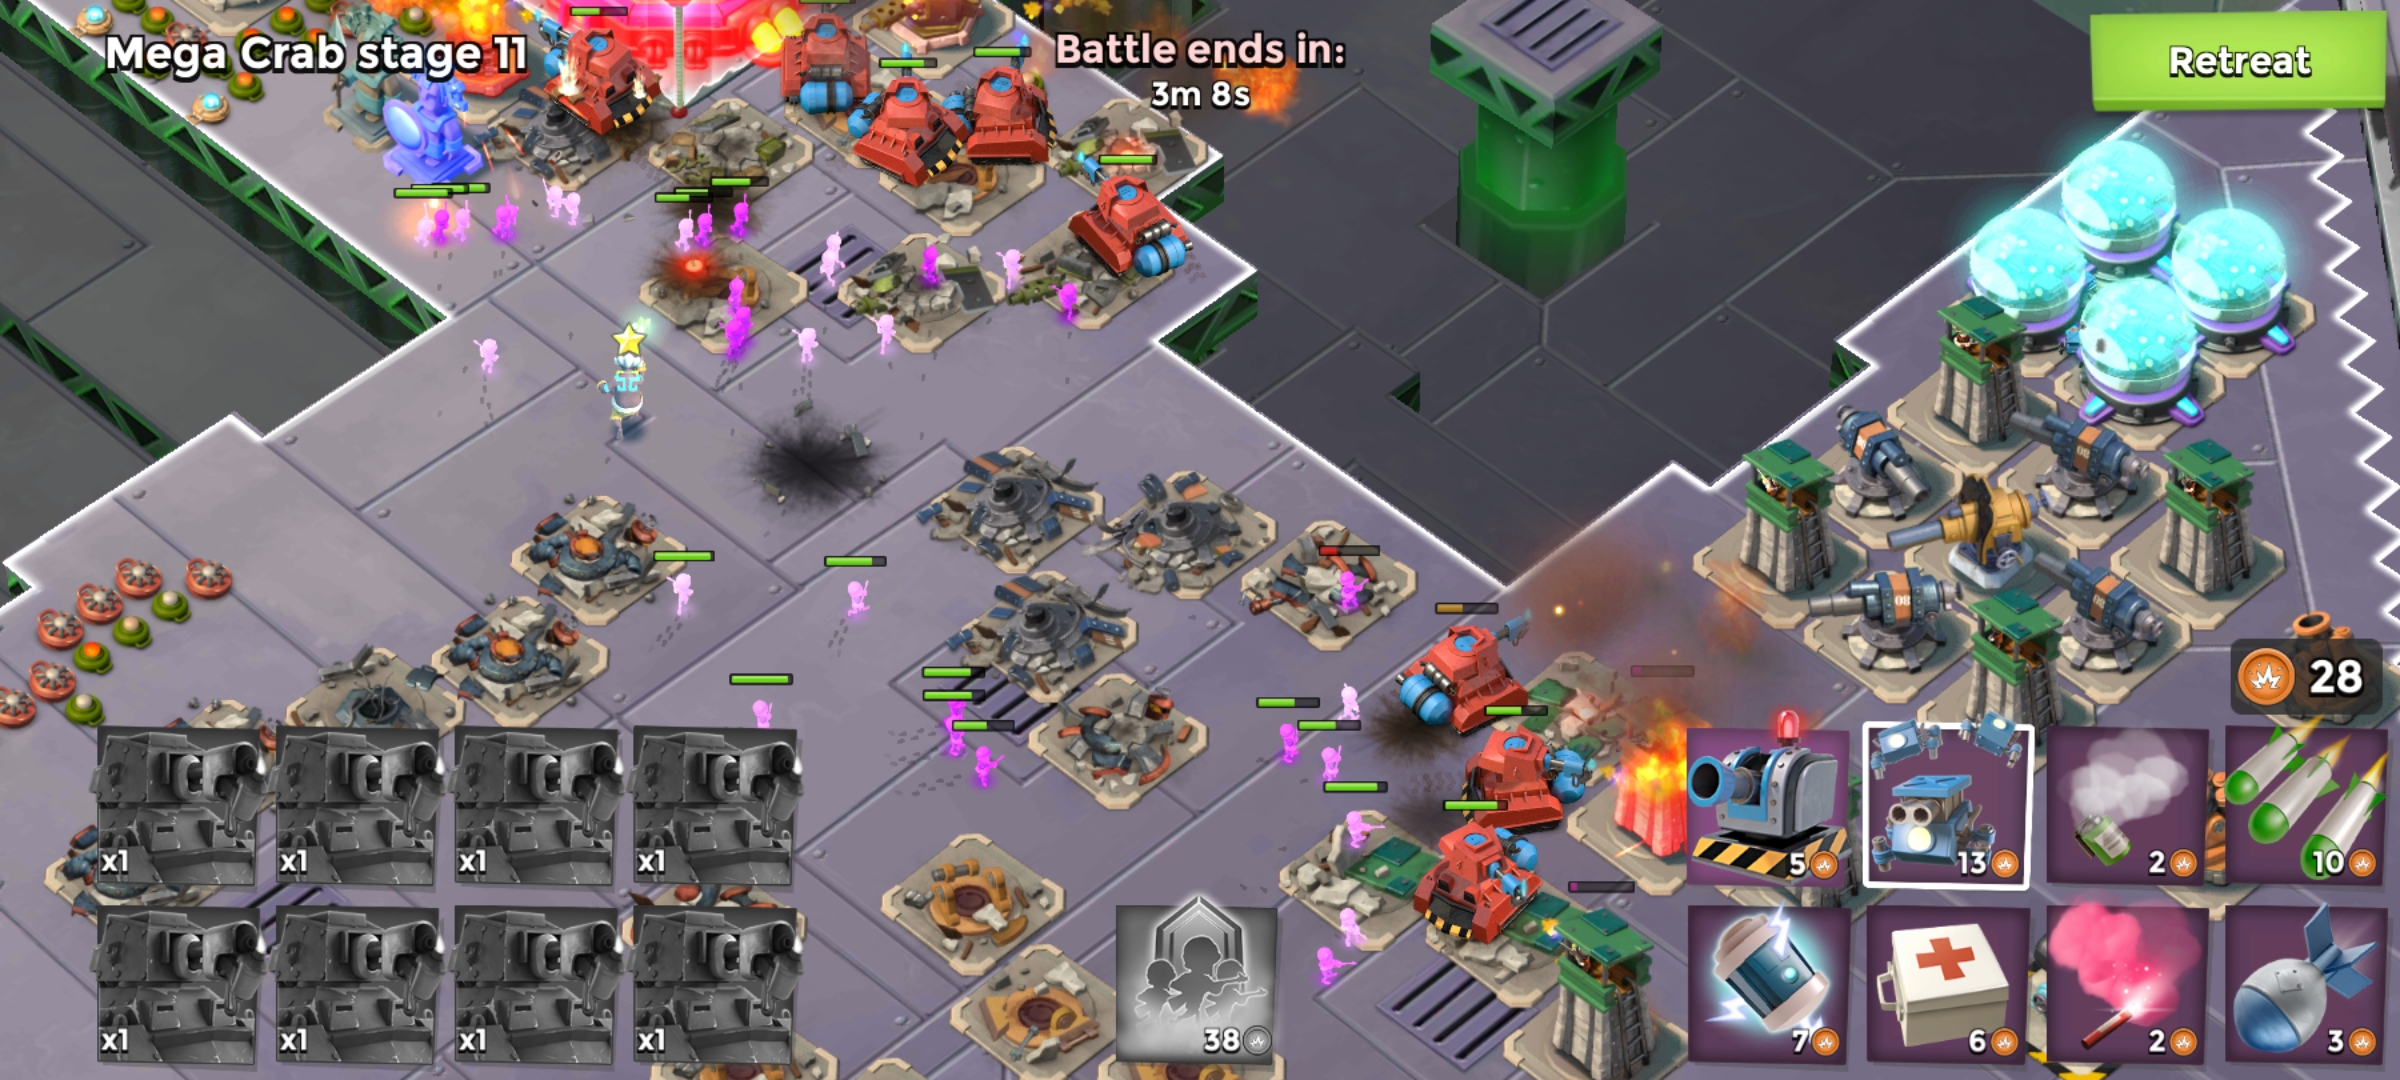 Mega Crab stage 11
Battle ends in:
3m 8s
Retreat
28
x1
x1
x1
x1
5
13
2
10
x1
x1
x1
x1
38
7
6
2
3